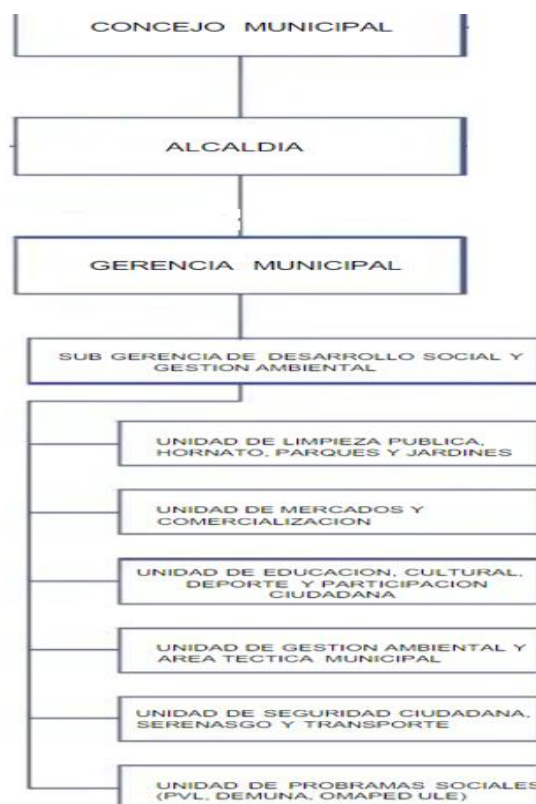 CONCEJO MUNICIPAL
ALCALDIA
GERENCIA MUNICIPAL
SUB GERENCIA DE DESARROLLO SOCIAL Y
GESTION AMBIENTAL
UNIDAD DE LIMPIEZA PUBLICA,
HORNATO, PARQUES Y JARDINES
UNIDAD DE MERCADOS Y
COMERCIALIZACION
UNIDAD DE EDUCACION, CULTURAL,
DEPORTE Y PARTICIPACION
CIUDADANA
UNIDAD DE GESTION AMBIENTAL Y
AREA TECTICA MUNICIPAL
UNIDAD DE SEGURIDAD CIUDADANA,
SERENASGO Y TRANSPORTE
UNIDAD DE PROBRAMAS SOCIALES
(PVL, DEMUNA, OMAPED ULE)